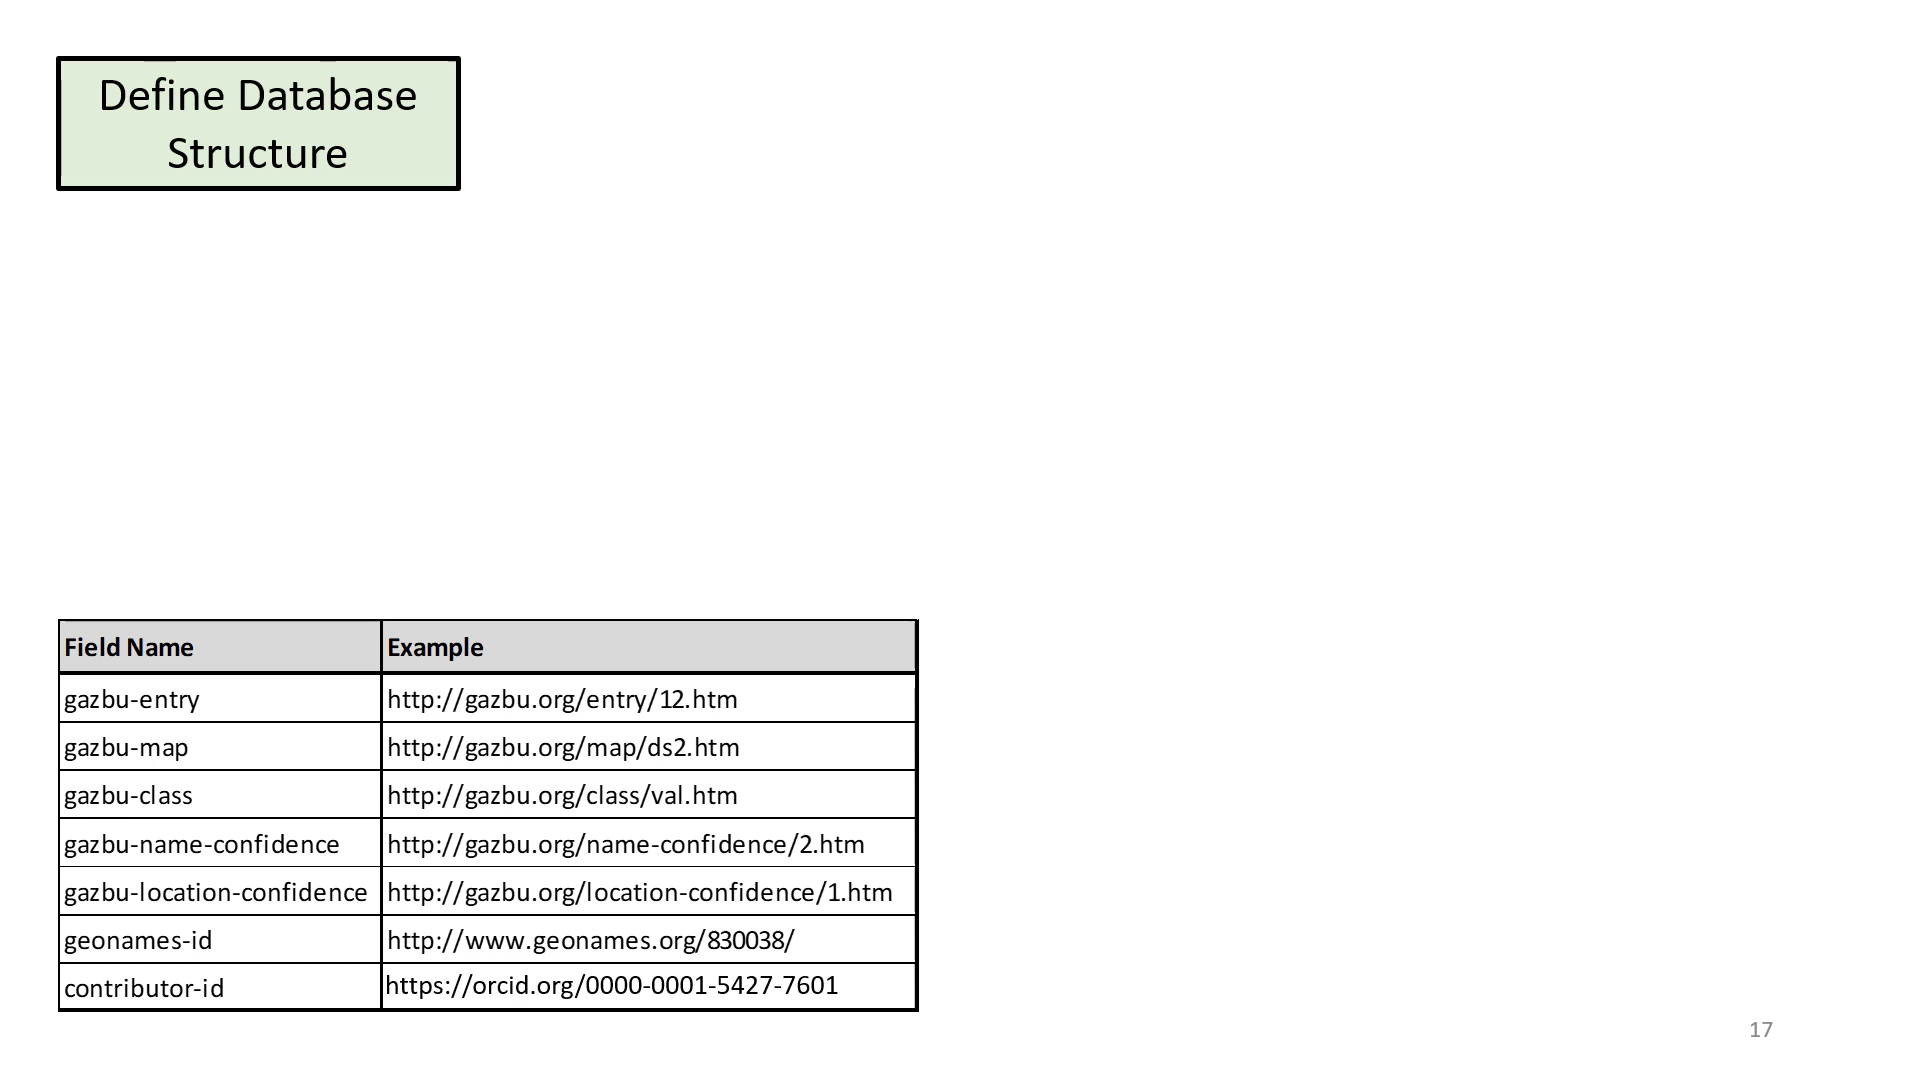 Define Database
Structure
Field Name Example
gazbu-entry http://gazbu.org/entry/12.htm
gazbu-map http://gazbu.org/map/ds2.htm
gazbu-class http://gazbu.org/class/val.htm
gazbu-name-confidence http://gazbu.org/name-confidence/2.htm
gazbu-location-confidence http://gazbu.org/location-confidence/1.htm
geonames-id http://www.geonames.org/830038/
contributor-id https://orcid.org/0000-0001-5427-7601
17